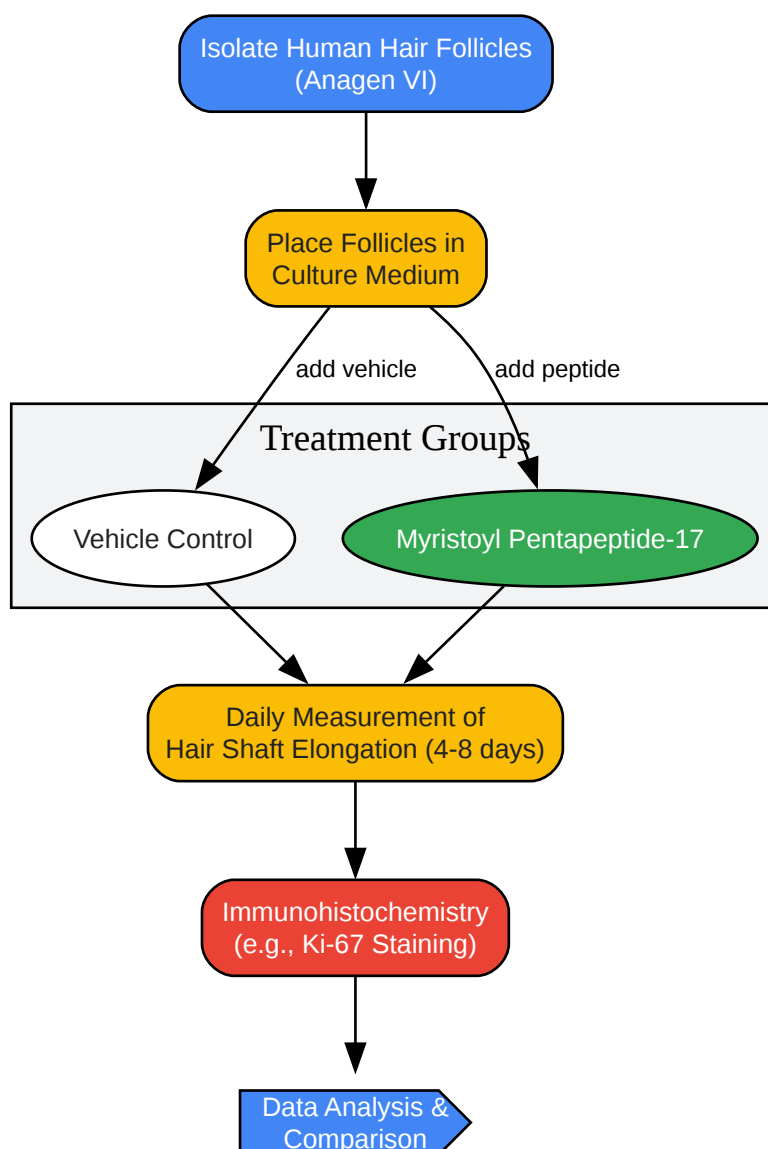 Isolate Human Hair Follicles
(Anagen VI)
Place Follicles in
Culture Medium
add vehicle
add peptide
Treatment Groups
Vehicle Control
Myristoyl Pentapeptide-17
Daily Measurement of
Hair Shaft Elongation (4-8 days)
Immunohistochemistry
(e.g., Ki-67 Staining)
Data Analysis &
Comparison